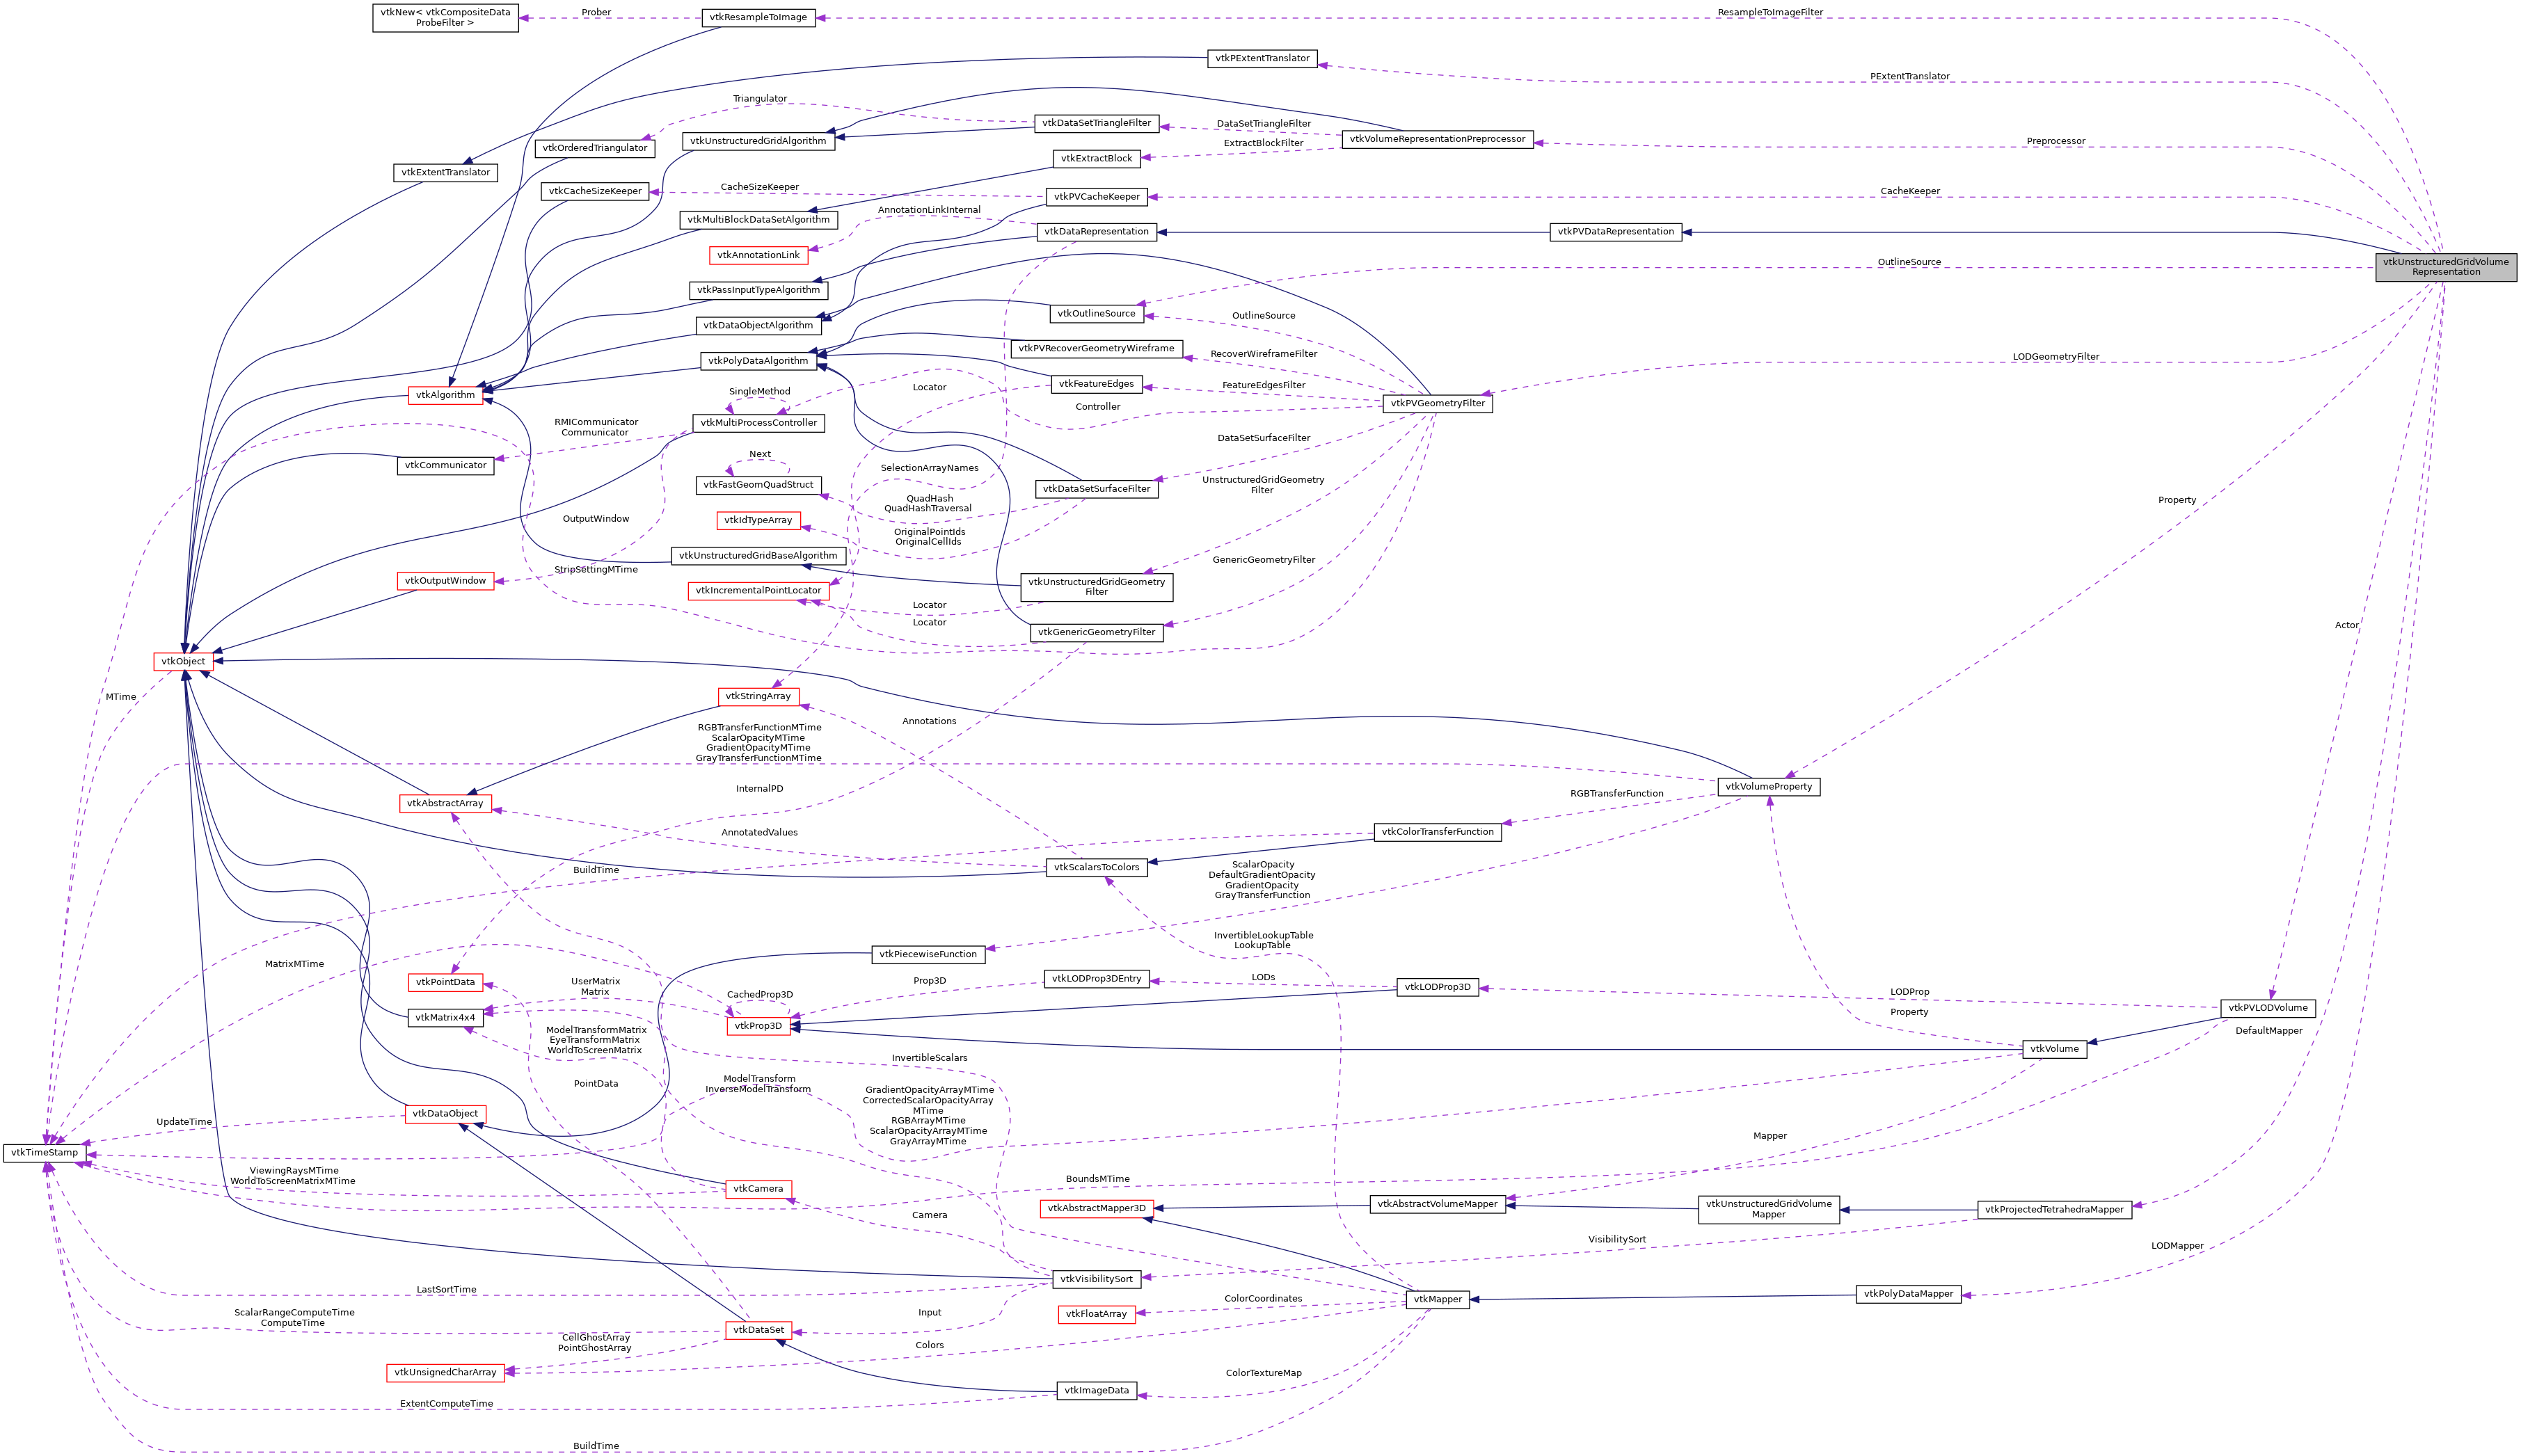 vtkNew< vtkCompositeData
ProbeFilter >
Prober
vtkResampleToImage
ResampleToImageFilter
vtkPExtentTranslator
PExtentTranslator
Triangulator
vtkDataSetTriangleFilter
DataSetTriangleFilter
vtkUnstructuredGridAlgorithm
vtkVolumeRepresentationPreprocessor
Preprocessor
vtkOrderedTriangulator
ExtractBlockFilter
vtkExtractBlock
vtkExtentTranslator
vtkCacheSizeKeeper
CacheSizeKeeper
vtkPVCacheKeeper
CacheKeeper
AnnotationLinkInternal
vtkMultiBlockDataSetAlgorithm
vtkDataRepresentation
vtkPVDataRepresentation
vtkAnnotationLink
vtkUnstructuredGridVolume
Representation
OutlineSource
vtkPassInputTypeAlgorithm
vtkOutlineSource
OutlineSource
vtkDataObjectAlgorithm
vtkPVRecoverGeometryWireframe
RecoverWireframeFilter
LODGeometryFilter
vtkPolyDataAlgorithm
vtkFeatureEdges
FeatureEdgesFilter
Locator
SingleMethod
vtkAlgorithm
vtkPVGeometryFilter
Controller
RMICommunicator
Communicator
vtkMultiProcessController
DataSetSurfaceFilter
Next
vtkCommunicator
SelectionArrayNames
vtkFastGeomQuadStruct
vtkDataSetSurfaceFilter
UnstructuredGridGeometry
Filter
QuadHash
QuadHashTraversal
Property
OutputWindow
vtkIdTypeArray
OriginalPointIds
OriginalCellIds
vtkUnstructuredGridBaseAlgorithm
GenericGeometryFilter
StripSettingMTime
vtkOutputWindow
vtkUnstructuredGridGeometry
Filter
vtkIncrementalPointLocator
Locator
Locator
vtkGenericGeometryFilter
Actor
vtkObject
MTime
vtkStringArray
Annotations
RGBTransferFunctionMTime
ScalarOpacityMTime
GradientOpacityMTime
GrayTransferFunctionMTime
vtkVolumeProperty
InternalPD
RGBTransferFunction
vtkAbstractArray
AnnotatedValues
vtkColorTransferFunction
BuildTime
vtkScalarsToColors
ScalarOpacity
DefaultGradientOpacity
GradientOpacity
GrayTransferFunction
InvertibleLookupTable
LookupTable
vtkPiecewiseFunction
MatrixMTime
vtkPointData
UserMatrix
Matrix
CachedProp3D
Prop3D
vtkLODProp3DEntry
LODs
vtkLODProp3D
LODProp
vtkPVLODVolume
vtkMatrix4x4
vtkProp3D
Property
DefaultMapper
ModelTransformMatrix
EyeTransformMatrix
WorldToScreenMatrix
vtkVolume
InvertibleScalars
PointData
ModelTransform
InverseModelTransform
GradientOpacityArrayMTime
CorrectedScalarOpacityArray
MTime
RGBArrayMTime
ScalarOpacityArrayMTime
GrayArrayMTime
vtkDataObject
UpdateTime
Mapper
vtkTimeStamp
ViewingRaysMTime
WorldToScreenMatrixMTime
vtkCamera
BoundsMTime
Camera
vtkAbstractMapper3D
vtkAbstractVolumeMapper
vtkUnstructuredGridVolume
Mapper
vtkProjectedTetrahedraMapper
VisibilitySort
LODMapper
vtkVisibilitySort
LastSortTime
vtkPolyDataMapper
vtkMapper
ColorCoordinates
vtkFloatArray
ScalarRangeComputeTime
ComputeTime
Input
vtkDataSet
CellGhostArray
PointGhostArray
Colors
vtkUnsignedCharArray
ColorTextureMap
vtkImageData
ExtentComputeTime
BuildTime